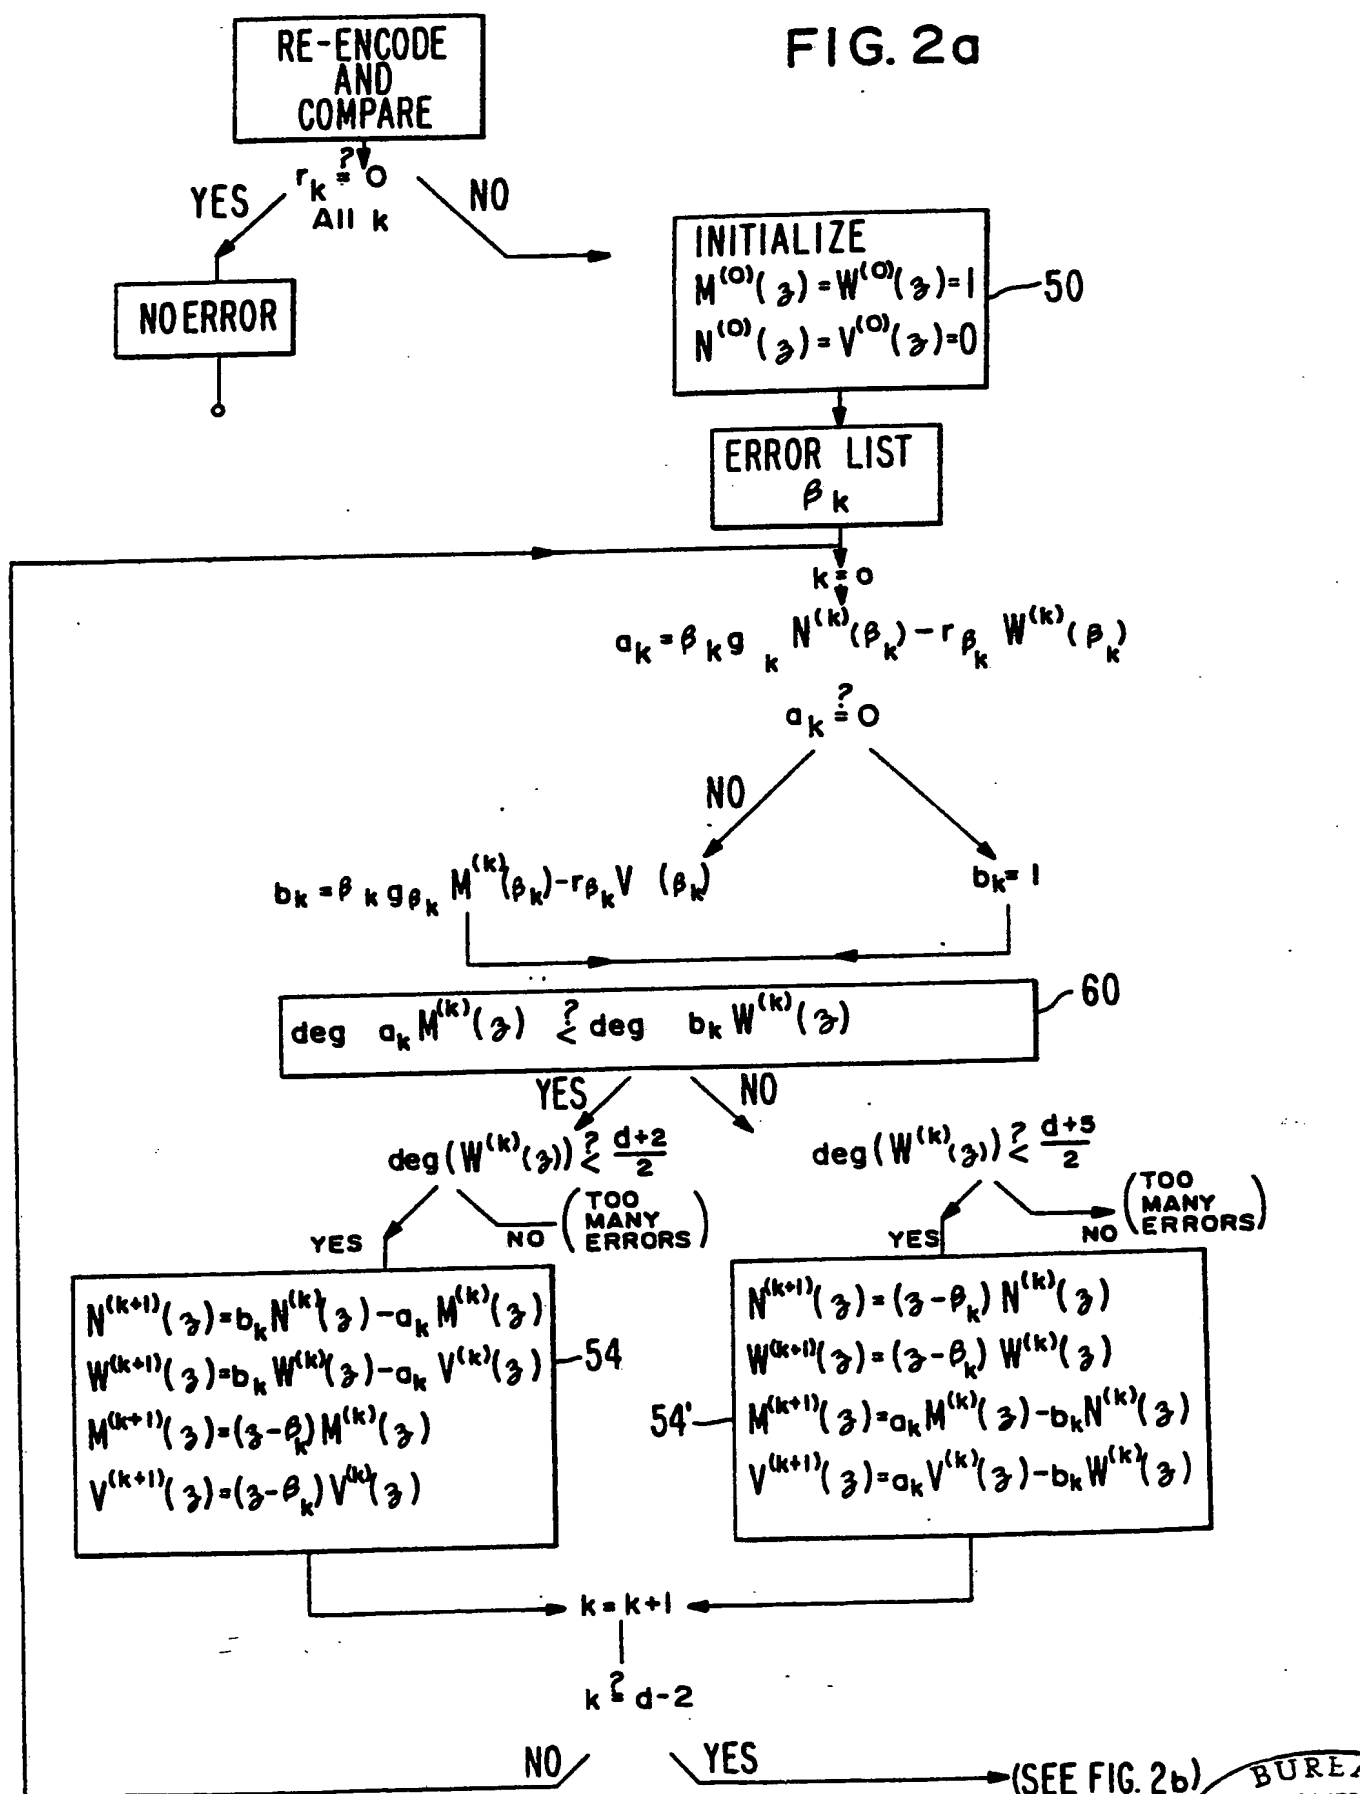 FIG. 2a
RE-ENCODE
AND
COMPARE
r_k ?= 0
All k
YES
NO
NO ERROR
INITIALIZE
M^(0)(z) = W^(0)(z) = 1
N^(0)(z) = V^(0)(z) = 0
50
ERROR LIST
β_k
k = 0
a_k = β_k g_k N^(k)(β_k) - r_β_k W^(k)(β_k)
a_k ?= 0
NO
b_k = β_k g_β_k M^(k)(β_k) - r_β_k V (β_k)
b_k = 1
60
deg a_k M^(k)(z) ?< deg b_k W^(k)(z)
YES
NO
deg(W^(k)(z)) ?< d+2/2
deg(W^(k)(z)) ?< d+5/2
YES
NO
(TOO
MANY
ERRORS)
YES
NO
(TOO
MANY
ERRORS)
N^(k+1)(z) = b_k N^(k)(z) - a_k M^(k)(z)
W^(k+1)(z) = b_k W^(k)(z) - a_k V^(k)(z)
M^(k+1)(z) = (z-β_k) M^(k)(z)
V^(k+1)(z) = (z-β_k) V^(k)(z)
54
N^(k+1)(z) = (z-β_k) N^(k)(z)
W^(k+1)(z) = (z-β_k) W^(k)(z)
M^(k+1)(z) = a_k M^(k)(z) - b_k N^(k)(z)
V^(k+1)(z) = a_k V^(k)(z) - b_k W^(k)(z)
54'
k = k+1
k ?= d-2
NO
YES
(SEE FIG. 2b)